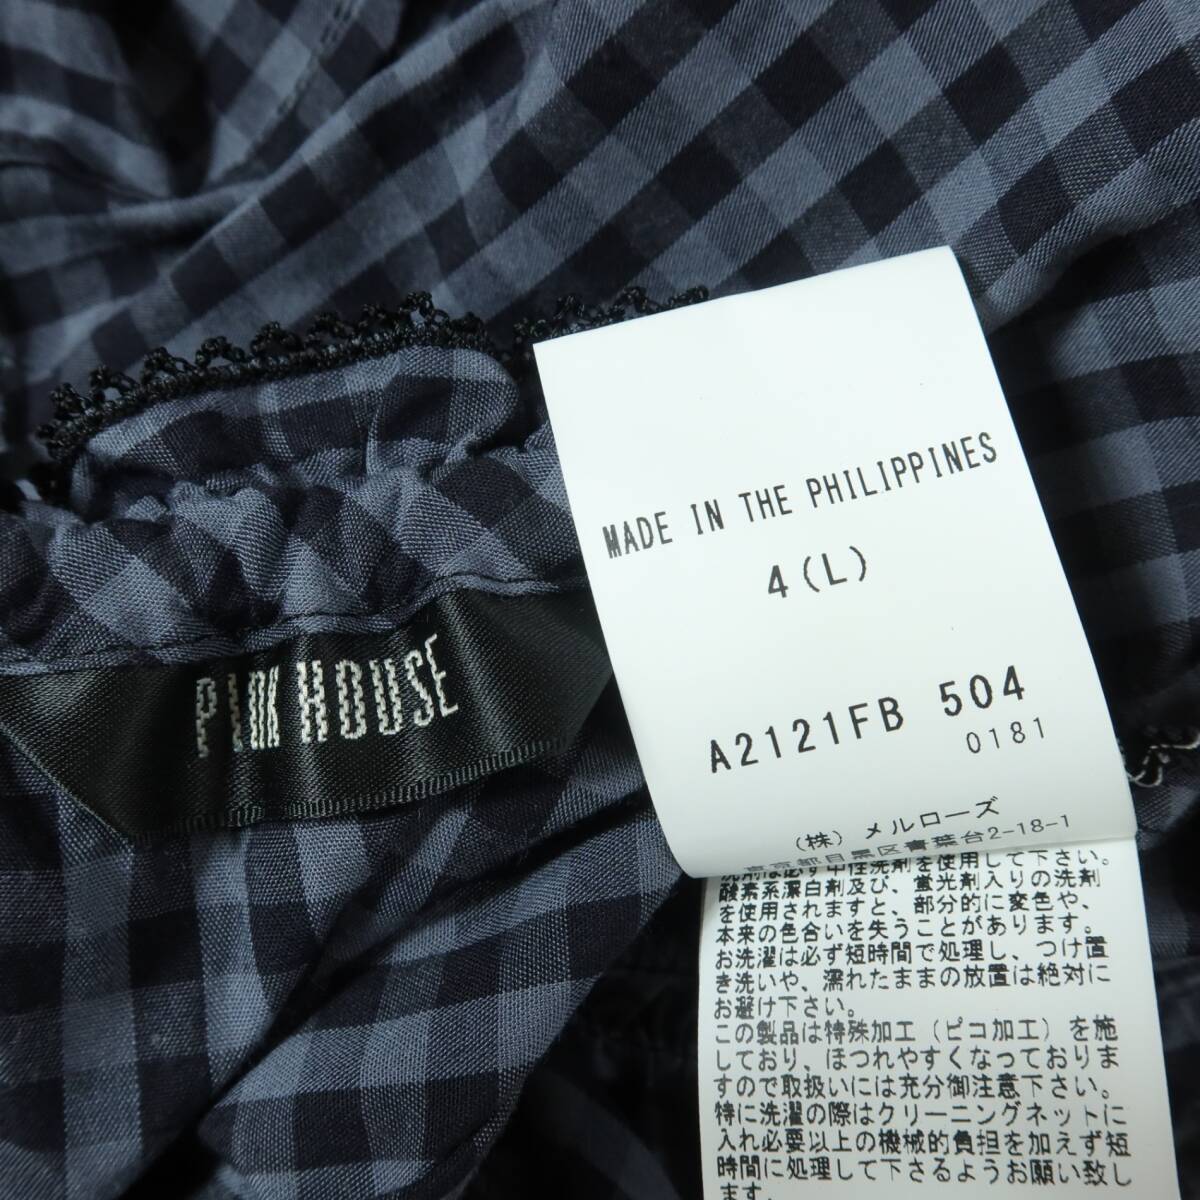 PINK HOUSE
MADE IN THE PHILIPPINES
4(L)
A2121FB 504
0181
(株) メルローズ
東京都目黒区青葉台2-18-1
洗剤は必ず中性洗剤を使用して下さい。
酸素系漂白剤及び、蛍光剤入りの洗剤
を使用されますと、部分的に変色や、
本来の色合いを失うことがあります。
お洗濯は必ず短時間で処理し、つけ置
き洗いや、濡れたままの放置は絶対に
お避け下さい。
この製品は特殊加工(ピコ加工)を施
しており、ほつれやすくなっておりま
すので取扱いには充分御注意下さい。
特に洗濯の際はクリーニングネットに
入れ必要以上の機械的負担を加えず短
時間に処理して下さるようお願い致し
ます。